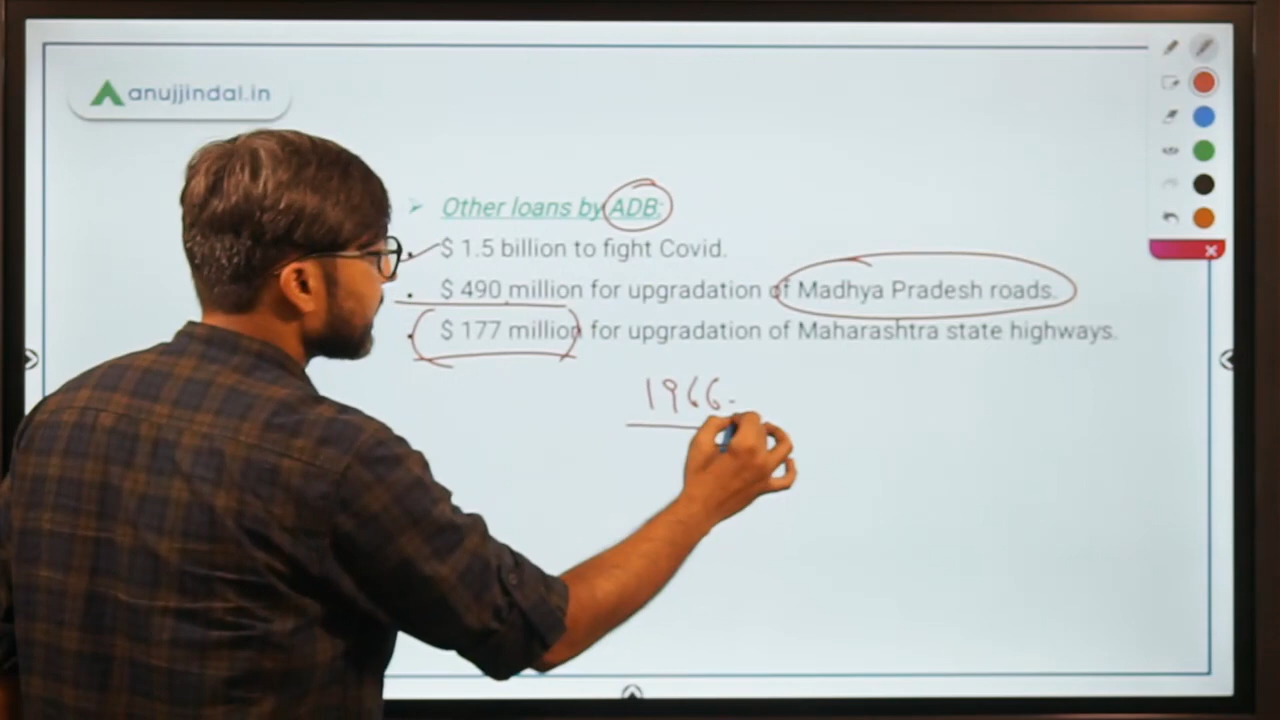 anujjindal.in
Other loans by ADB:
$ 1.5 billion to fight Covid.
$ 490 million for upgradation of Madhya Pradesh roads.
$ 177 million for upgradation of Maharashtra state highways.
1966